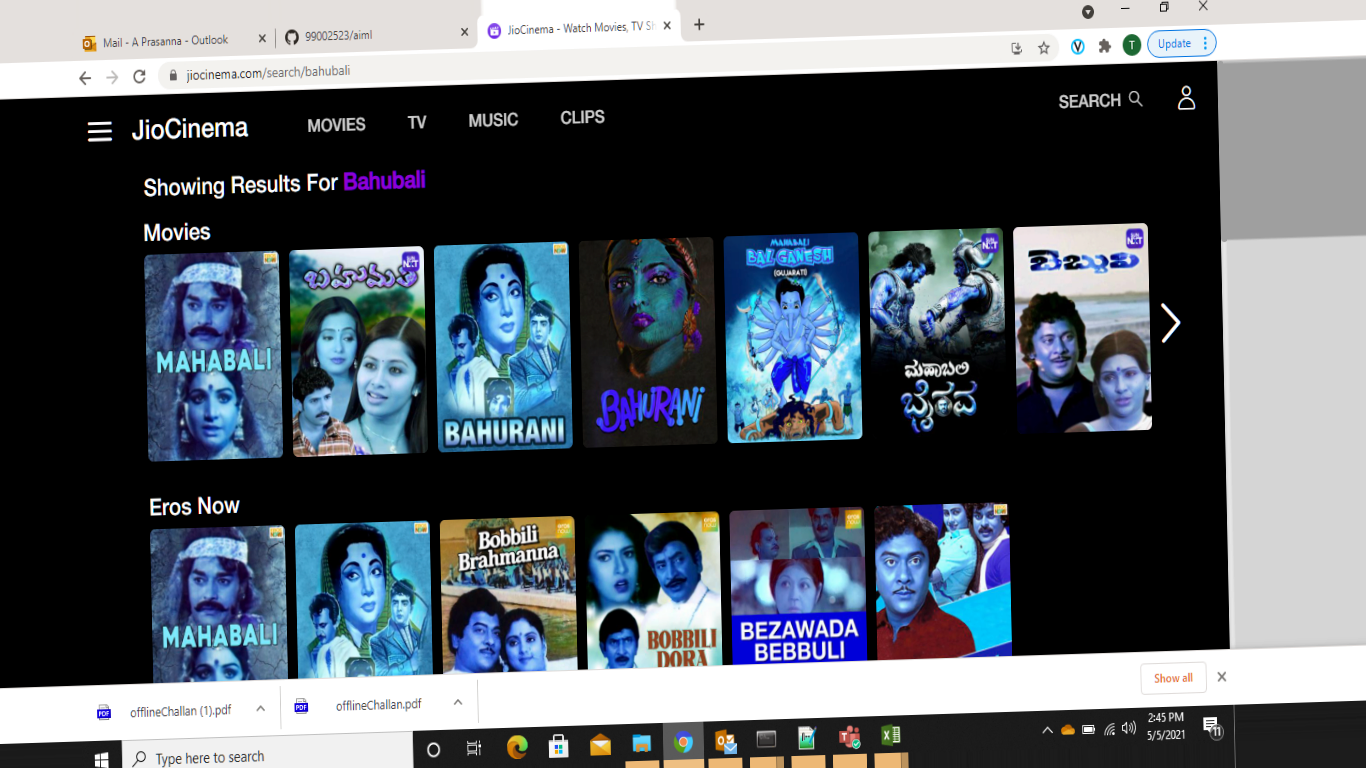 Mail - A Prasanna - Outlook
99002523/aiml
JioCinema - Watch Movies, TV Sh
jiocinema.com/search/bahubali
T
Update
JioCinema
MOVIES
TV
MUSIC
CLIPS
SEARCH
Showing Results For Bahubali
Movies
MAHABALI
ಬಹುಮತಿ
BAHURANI
BAHURANI
MAHABALI
BAL GANESH
(GUJARATI)
ಮಹಾಬಲಿ
ಭೈರವ
బెబ్బులి
Eros Now
MAHABALI
Bobbili
Brahmanna
BOBBILI
DORA
BEZAWADA
BEBBULI
offlineChallan (1).pdf
offlineChallan.pdf
Show all
Type here to search
2:45 PM
5/5/2021
11